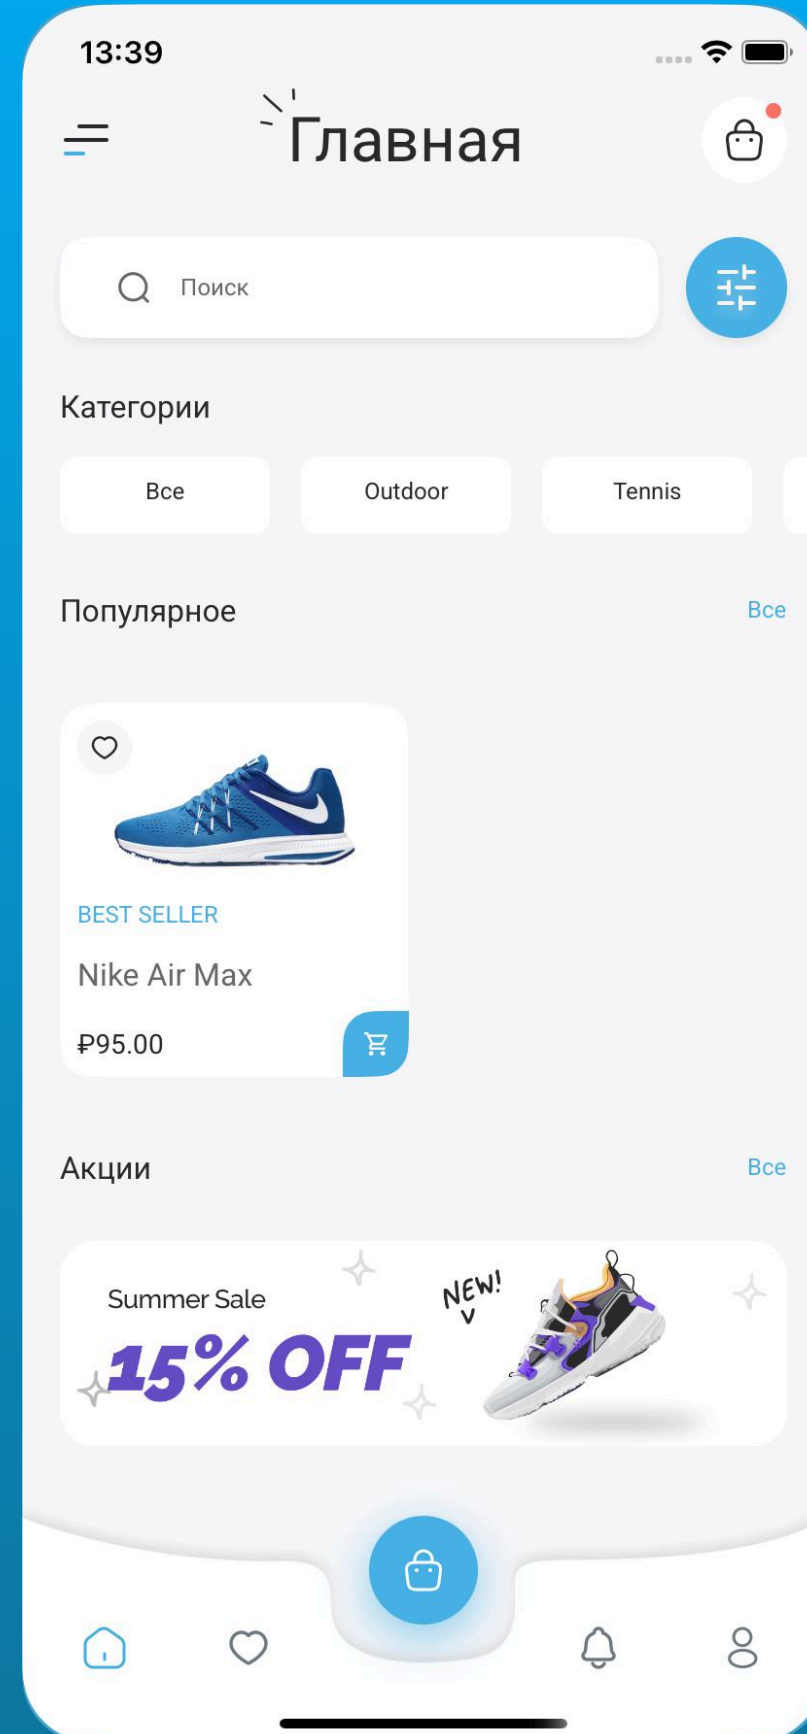 13:39
Главная
Поиск
Категории
Все
Outdoor
Tennis
Популярное
Все
BEST SELLER
Nike Air Max
₽95.00
Акции
Все
Summer Sale
NEW!
15% OFF